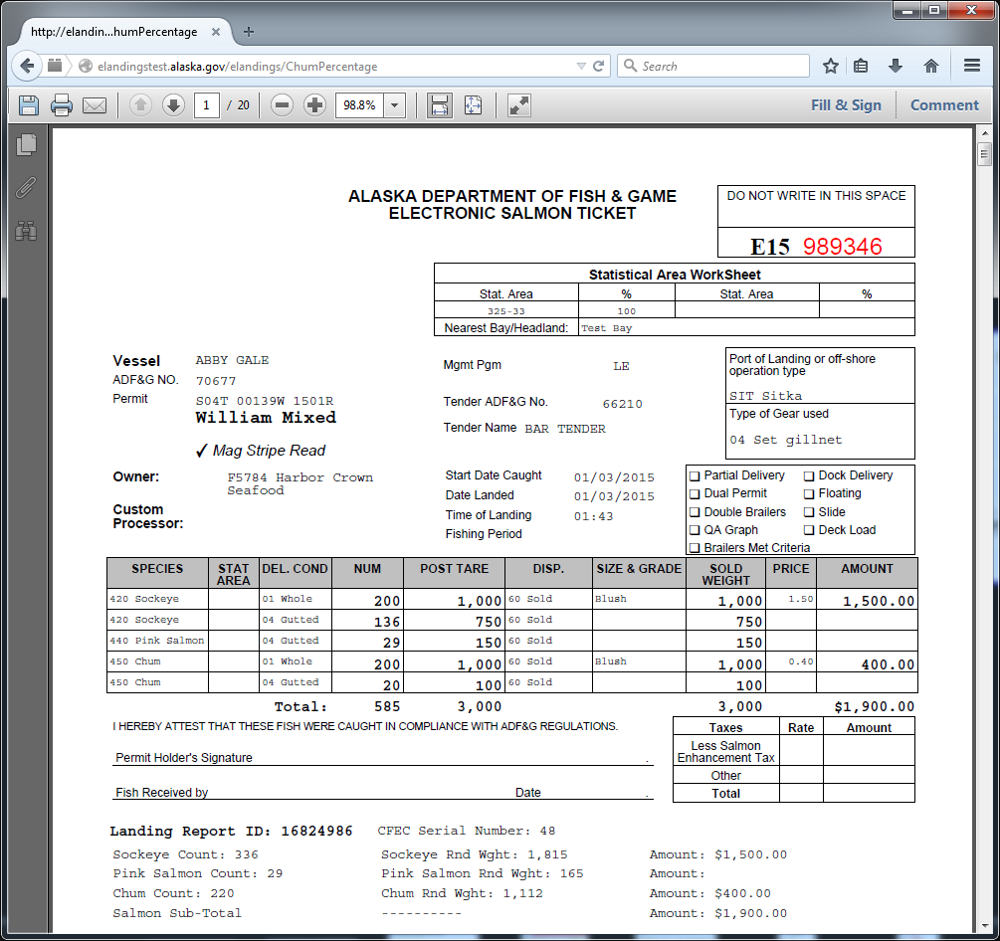 http://elandin...humPercentage
elandingstest.alaska.gov/elandings/ChumPercentage
Search
1 / 20
98.8%
Fill & Sign
Comment
ALASKA DEPARTMENT OF FISH & GAME
ELECTRONIC SALMON TICKET
DO NOT WRITE IN THIS SPACE
E15 989346
Statistical Area WorkSheet
Stat. Area % Stat. Area %
325-33 100
Nearest Bay/Headland: Test Bay
Vessel ABBY GALE
ADF&G NO. 70677
Permit S04T 00139W 1501R
William Mixed
✓ Mag Stripe Read
Owner: F5784 Harbor Crown
Seafood
Custom
Processor:
Mgmt Pgm LE
Tender ADF&G No. 66210
Tender Name BAR TENDER
Start Date Caught 01/03/2015
Date Landed 01/03/2015
Time of Landing 01:43
Fishing Period
Port of Landing or off-shore
operation type
SIT Sitka
Type of Gear used
04 Set gillnet
Partial Delivery Dock Delivery
Dual Permit Floating
Double Brailers Slide
QA Graph Deck Load
Brailers Met Criteria
SPECIES STAT AREA DEL. COND NUM POST TARE DISP. SIZE & GRADE SOLD WEIGHT PRICE AMOUNT
420 Sockeye 01 Whole 200 1,000 60 Sold Blush 1,000 1.50 1,500.00
420 Sockeye 04 Gutted 136 750 60 Sold 750
440 Pink Salmon 04 Gutted 29 150 60 Sold 150
450 Chum 01 Whole 200 1,000 60 Sold Blush 1,000 0.40 400.00
450 Chum 04 Gutted 20 100 60 Sold 100
Total: 585 3,000 3,000 $1,900.00
I HEREBY ATTEST THAT THESE FISH WERE CAUGHT IN COMPLIANCE WITH ADF&G REGULATIONS.
Permit Holder's Signature .
Fish Received by Date .
Taxes Rate Amount
Less Salmon
Enhancement Tax
Other
Total
Landing Report ID: 16824986 CFEC Serial Number: 48
Sockeye Count: 336 Sockeye Rnd Wght: 1,815 Amount: $1,500.00
Pink Salmon Count: 29 Pink Salmon Rnd Wght: 165 Amount:
Chum Count: 220 Chum Rnd Wght: 1,112 Amount: $400.00
Salmon Sub-Total ---------- Amount: $1,900.00